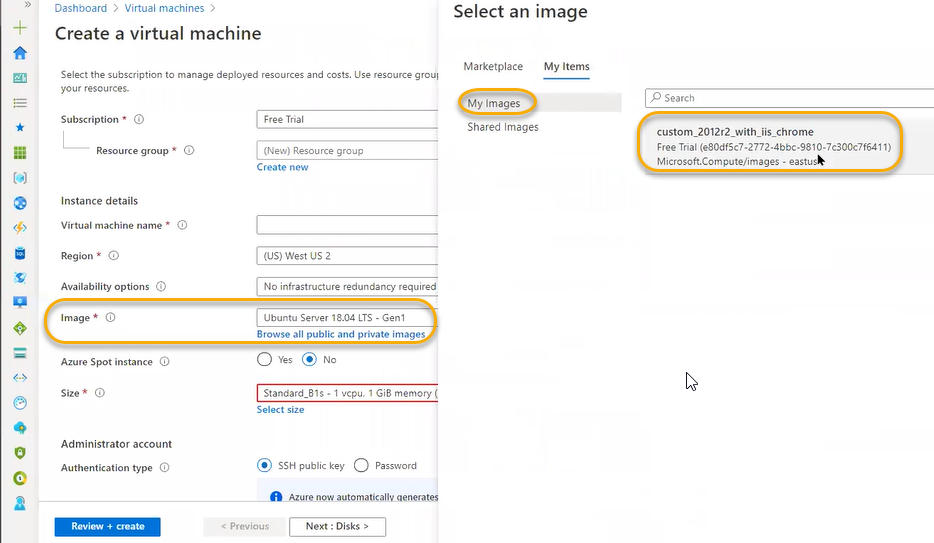 Dashboard > Virtual machines >
Create a virtual machine
Select the subscription to manage deployed resources and costs. Use resource grou
your resources.
Subscription *
Free Trial
Resource group *
(New) Resource group
Create new
Instance details
Virtual machine name *
Region *
(US) West US 2
Availability options
No infrastructure redundancy required
Image *
Ubuntu Server 18.04 LTS - Gen1
Browse all public and private images
Azure Spot instance
Yes
No
Size *
Standard_B1s - 1 vcpu, 1 GiB memory (
Select size
Administrator account
Authentication type
SSH public key
Password
Azure now automatically generates
Review + create
< Previous
Next : Disks >
Select an image
Marketplace
My Items
My Images
Shared Images
Search
custom_2012r2_with_iis_chrome
Free Trial (e80df5c7-2772-4bbc-9810-7c300c7f6411)
Microsoft.Compute/images - eastus